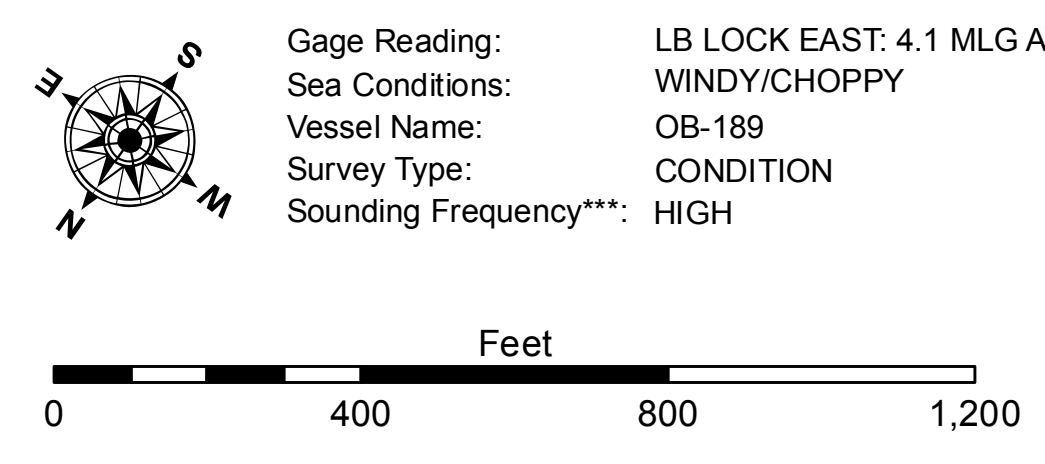 S
E
W
N
Gage Reading: LB LOCK EAST: 4.1 MLG A
Sea Conditions: WINDY/CHOPPY
Vessel Name: OB-189
Survey Type: CONDITION
Sounding Frequency***: HIGH
Feet
0 400 800 1,200